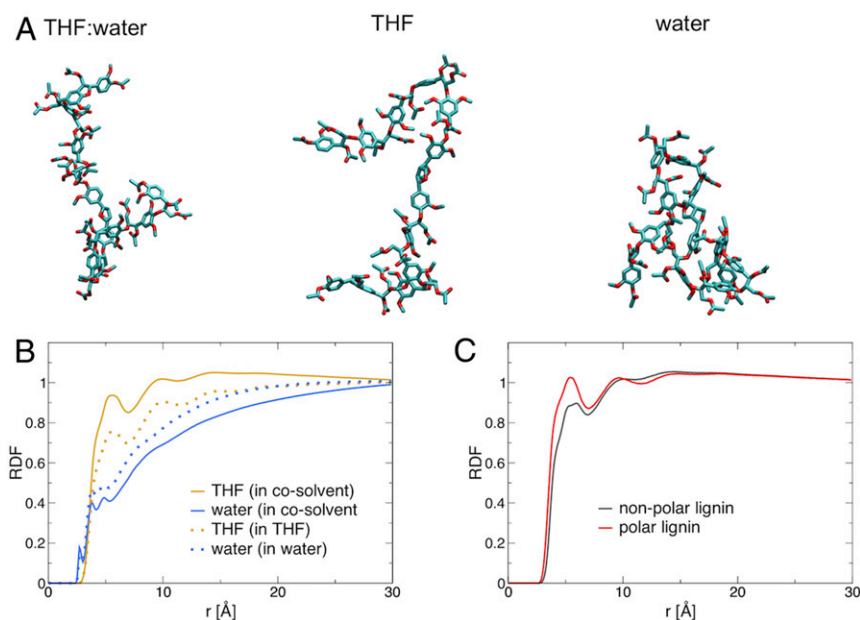 A
THF:water
THF
water
B
RDF
1
0.8
0.6
0.4
0.2
0
0
10
20
30
r [Å]
THF (in co-solvent)
water (in co-solvent
THF (in THF)
water (in water)
C
RDF
1
0.8
0.6
0.4
0.2
0
0
10
20
30
r [Å]
non-polar lignin
polar lignin